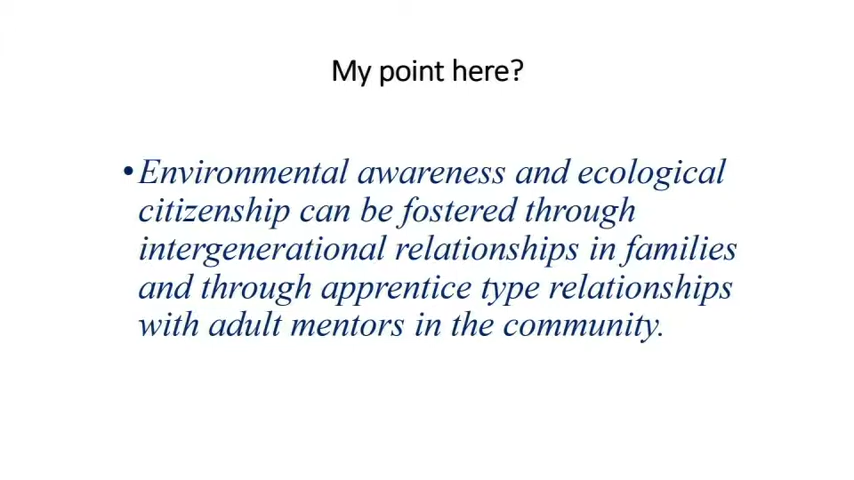 My point here?
•Environmental awareness and ecological
citizenship can be fostered through
intergenerational relationships in families
and through apprentice type relationships
with adult mentors in the community.